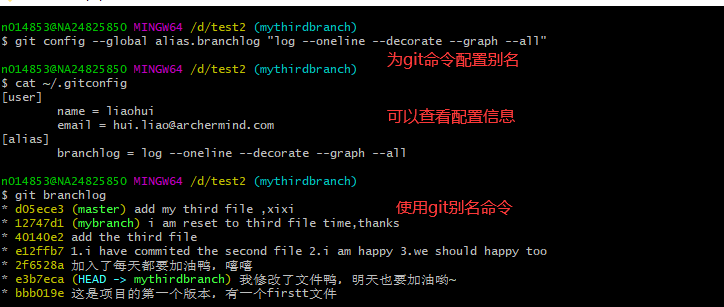 n014853@NA24825850 MINGW64 /d/test2 (mythirdbranch)
$ git config --global alias.branchlog "log --oneline --decorate --graph --all"
为git命令配置别名
n014853@NA24825850 MINGW64 /d/test2 (mythirdbranch)
$ cat ~/.gitconfig
[user]
name = liaohui
可以查看配置信息
email = hui.liao@archermind.com
[alias]
branchlog = log --oneline --decorate --graph --all
n014853@NA24825850 MINGW64 /d/test2 (mythirdbranch)
$ git branchlog
使用git别名命令
* d05ece3 (master) add my third file ,xixi
* 12747d1 (mybranch) i am reset to third file time,thanks
* 40140e2 add the third file
* e12ffb7 1.i have commited the second file 2.i am happy 3.we should happy too
* 2f6528a 加入了每天都要加油鸭，嘻嘻
* e3b7eca (HEAD -> mythirdbranch) 我修改了文件鸭，明天也要加油呦~
* bbb019e 这是项目的第一个版本，有一个firstt文件